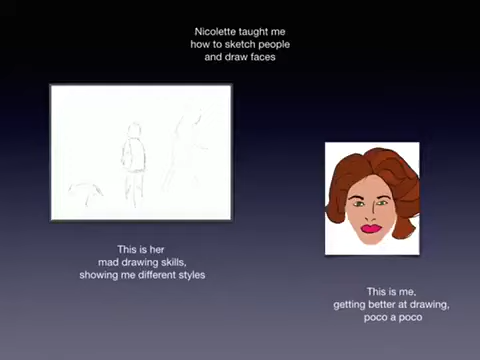 Nicolette taught me
how to sketch people
and draw faces
This is her
mad drawing skills,
showing me different styles
This is me,
getting better at drawing,
poco a poco